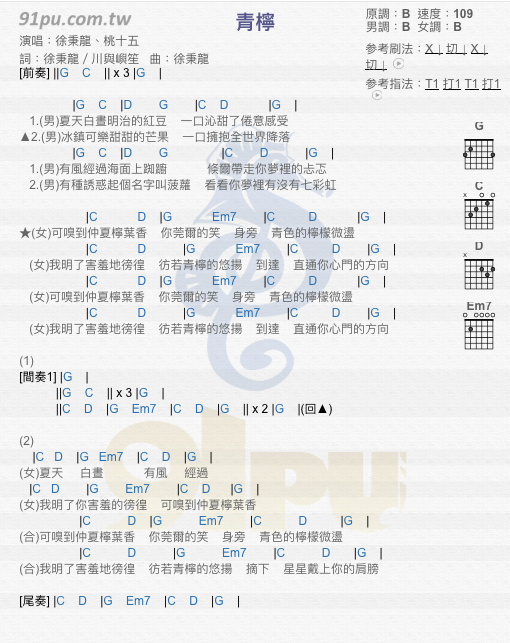 91pu.com.tw
青檸
原調：B 速度：109
男調：B 女調：B
演唱：徐秉龍、桃十五
詞：徐秉龍／川與嶼笙 曲：徐秉龍
參考刷法：X↓ 切↓ X↓
切↓
參考指法：T1 打1 T1 打1
[前奏] ||G C || x 3 |G |
|G C |D G |C D |G |
1.(男)夏天白晝明治的紅豆 一口沁甜了倦意感受
▲2.(男)冰鎮可樂甜甜的芒果 一口擁抱全世界降落
|G C |D G |C D |G |
1.(男)有風經過海面上踟躕 候爾帶走你夢裡的忐忑
2.(男)有種誘惑起個名字叫菠蘿 看看你夢裡有沒有七彩虹
G
C
D
Em7
|C D |G Em7 |C D |G |
★(女)可嗅到仲夏檸葉香 你莞爾的笑 身旁 青色的檸檬微盪
|C D |G Em7 |C D |G |
(女)我明了害羞地徬徨 彷若青檸的悠揚 到達 直通你心門的方向
|C D |G Em7 |C D |G |
(女)可嗅到仲夏檸葉香 你莞爾的笑 身旁 青色的檸檬微盪
|C D |G Em7 |C D |G |
(女)我明了害羞地徬徨 彷若青檸的悠揚 到達 直通你心門的方向
(1)
[間奏1] |G |
||G C || x 3 |G |
||C D |G Em7 |C D |G || x 2 |G |(回▲)
(2)
|C D |G Em7 |C D |G |
(女)夏天 白晝 有風 經過
|C D |G Em7 |C D |G |
(女)我明了你害羞的徬徨 可嗅到仲夏檸葉香
|C D |G Em7 |C D |G |
(合)可嗅到仲夏檸葉香 你莞爾的笑 身旁 青色的檸檬微盪
|C D |G Em7 |C D |G |
(合)我明了害羞地徬徨 彷若青檸的悠揚 摘下 星星戴上你的肩膀
[尾奏] |C D |G Em7 |C D |G |
91PU